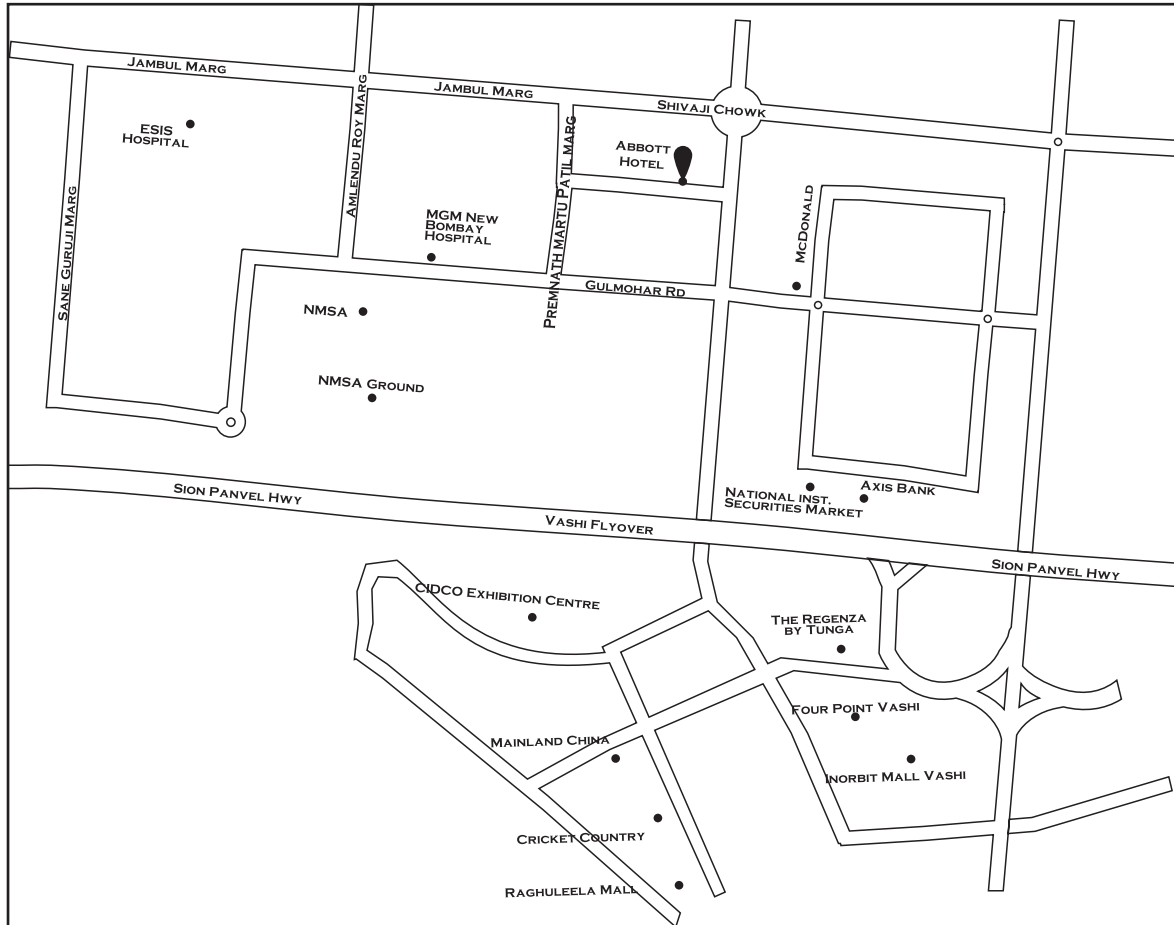 Jambul Marg
Jambul Marg
Shivaji Chowk
ESIS
Hospital
Amlendu Roy Marg
Premnath Martu Patil Marg
Abbott
Hotel
McDonald
Sane Guruji Marg
MGM New
Bombay
Hospital
Gulmohar Rd
NMSA
NMSA Ground
Axis Bank
National Inst.
Securities Market
Sion Panvel Hwy
Vashi Flyover
Sion Panvel Hwy
CIDCO Exhibition Centre
The Regenza
by Tunga
Four Point Vashi
Mainland China
Inorbit Mall Vashi
Cricket Country
Raghuleela Mall